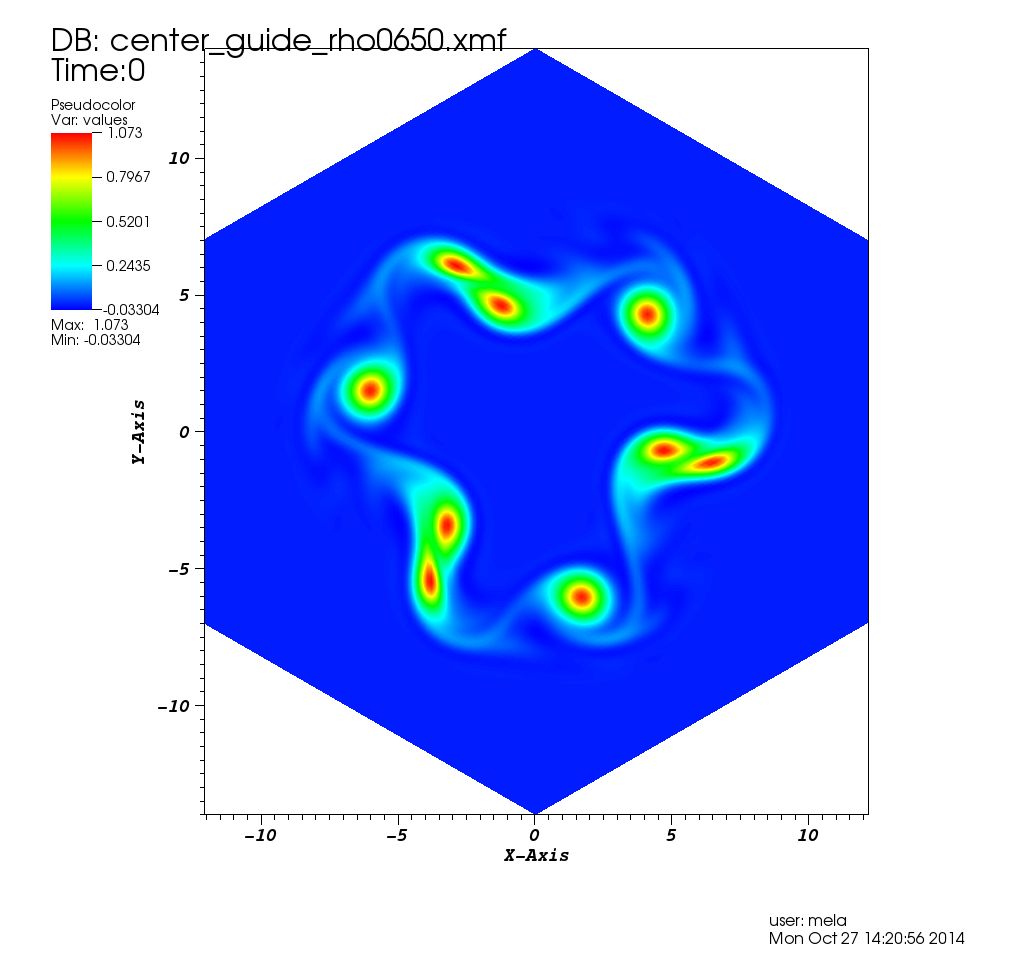 DB: center_guide_rho0650.xmf
Time:0
Pseudocolor
Var: values
1.073
0.7967
0.5201
0.2435
-0.03304
Max: 1.073
Min: -0.03304
10
5
0
-5
-10
Y-Axis
-10 -5 0 5 10
X-Axis
user: mela
Mon Oct 27 14:20:56 2014